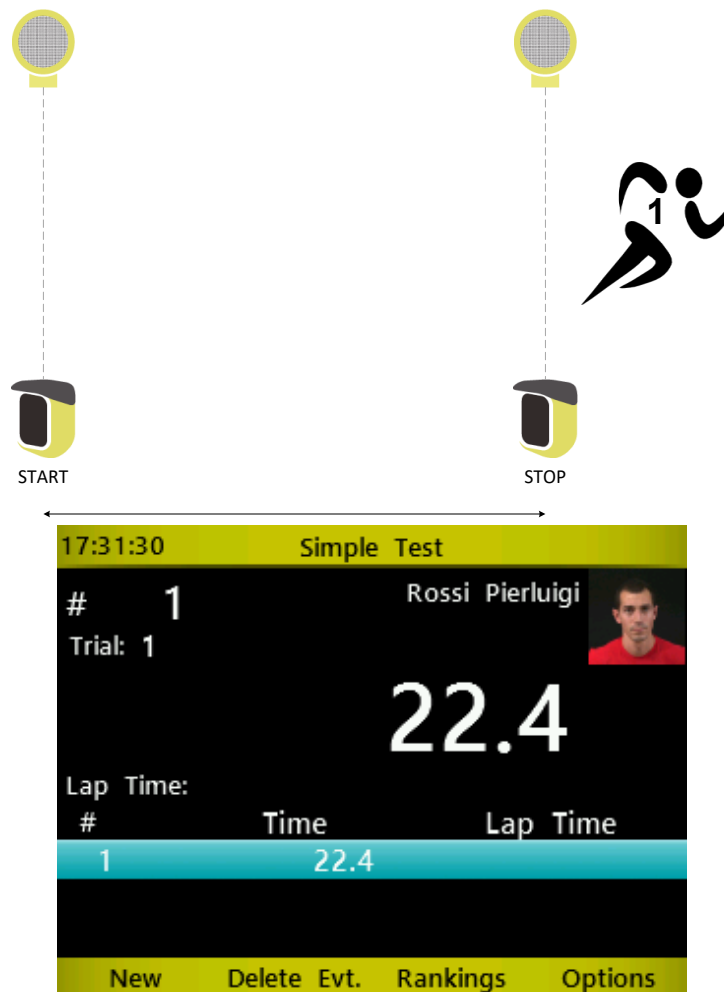 1
START STOP
17:31:30 Simple Test
# 1 Rossi Pierluigi
Trial: 1
22.4
Lap Time:
# Time Lap Time
1 22.4
New Delete Evt. Rankings Options